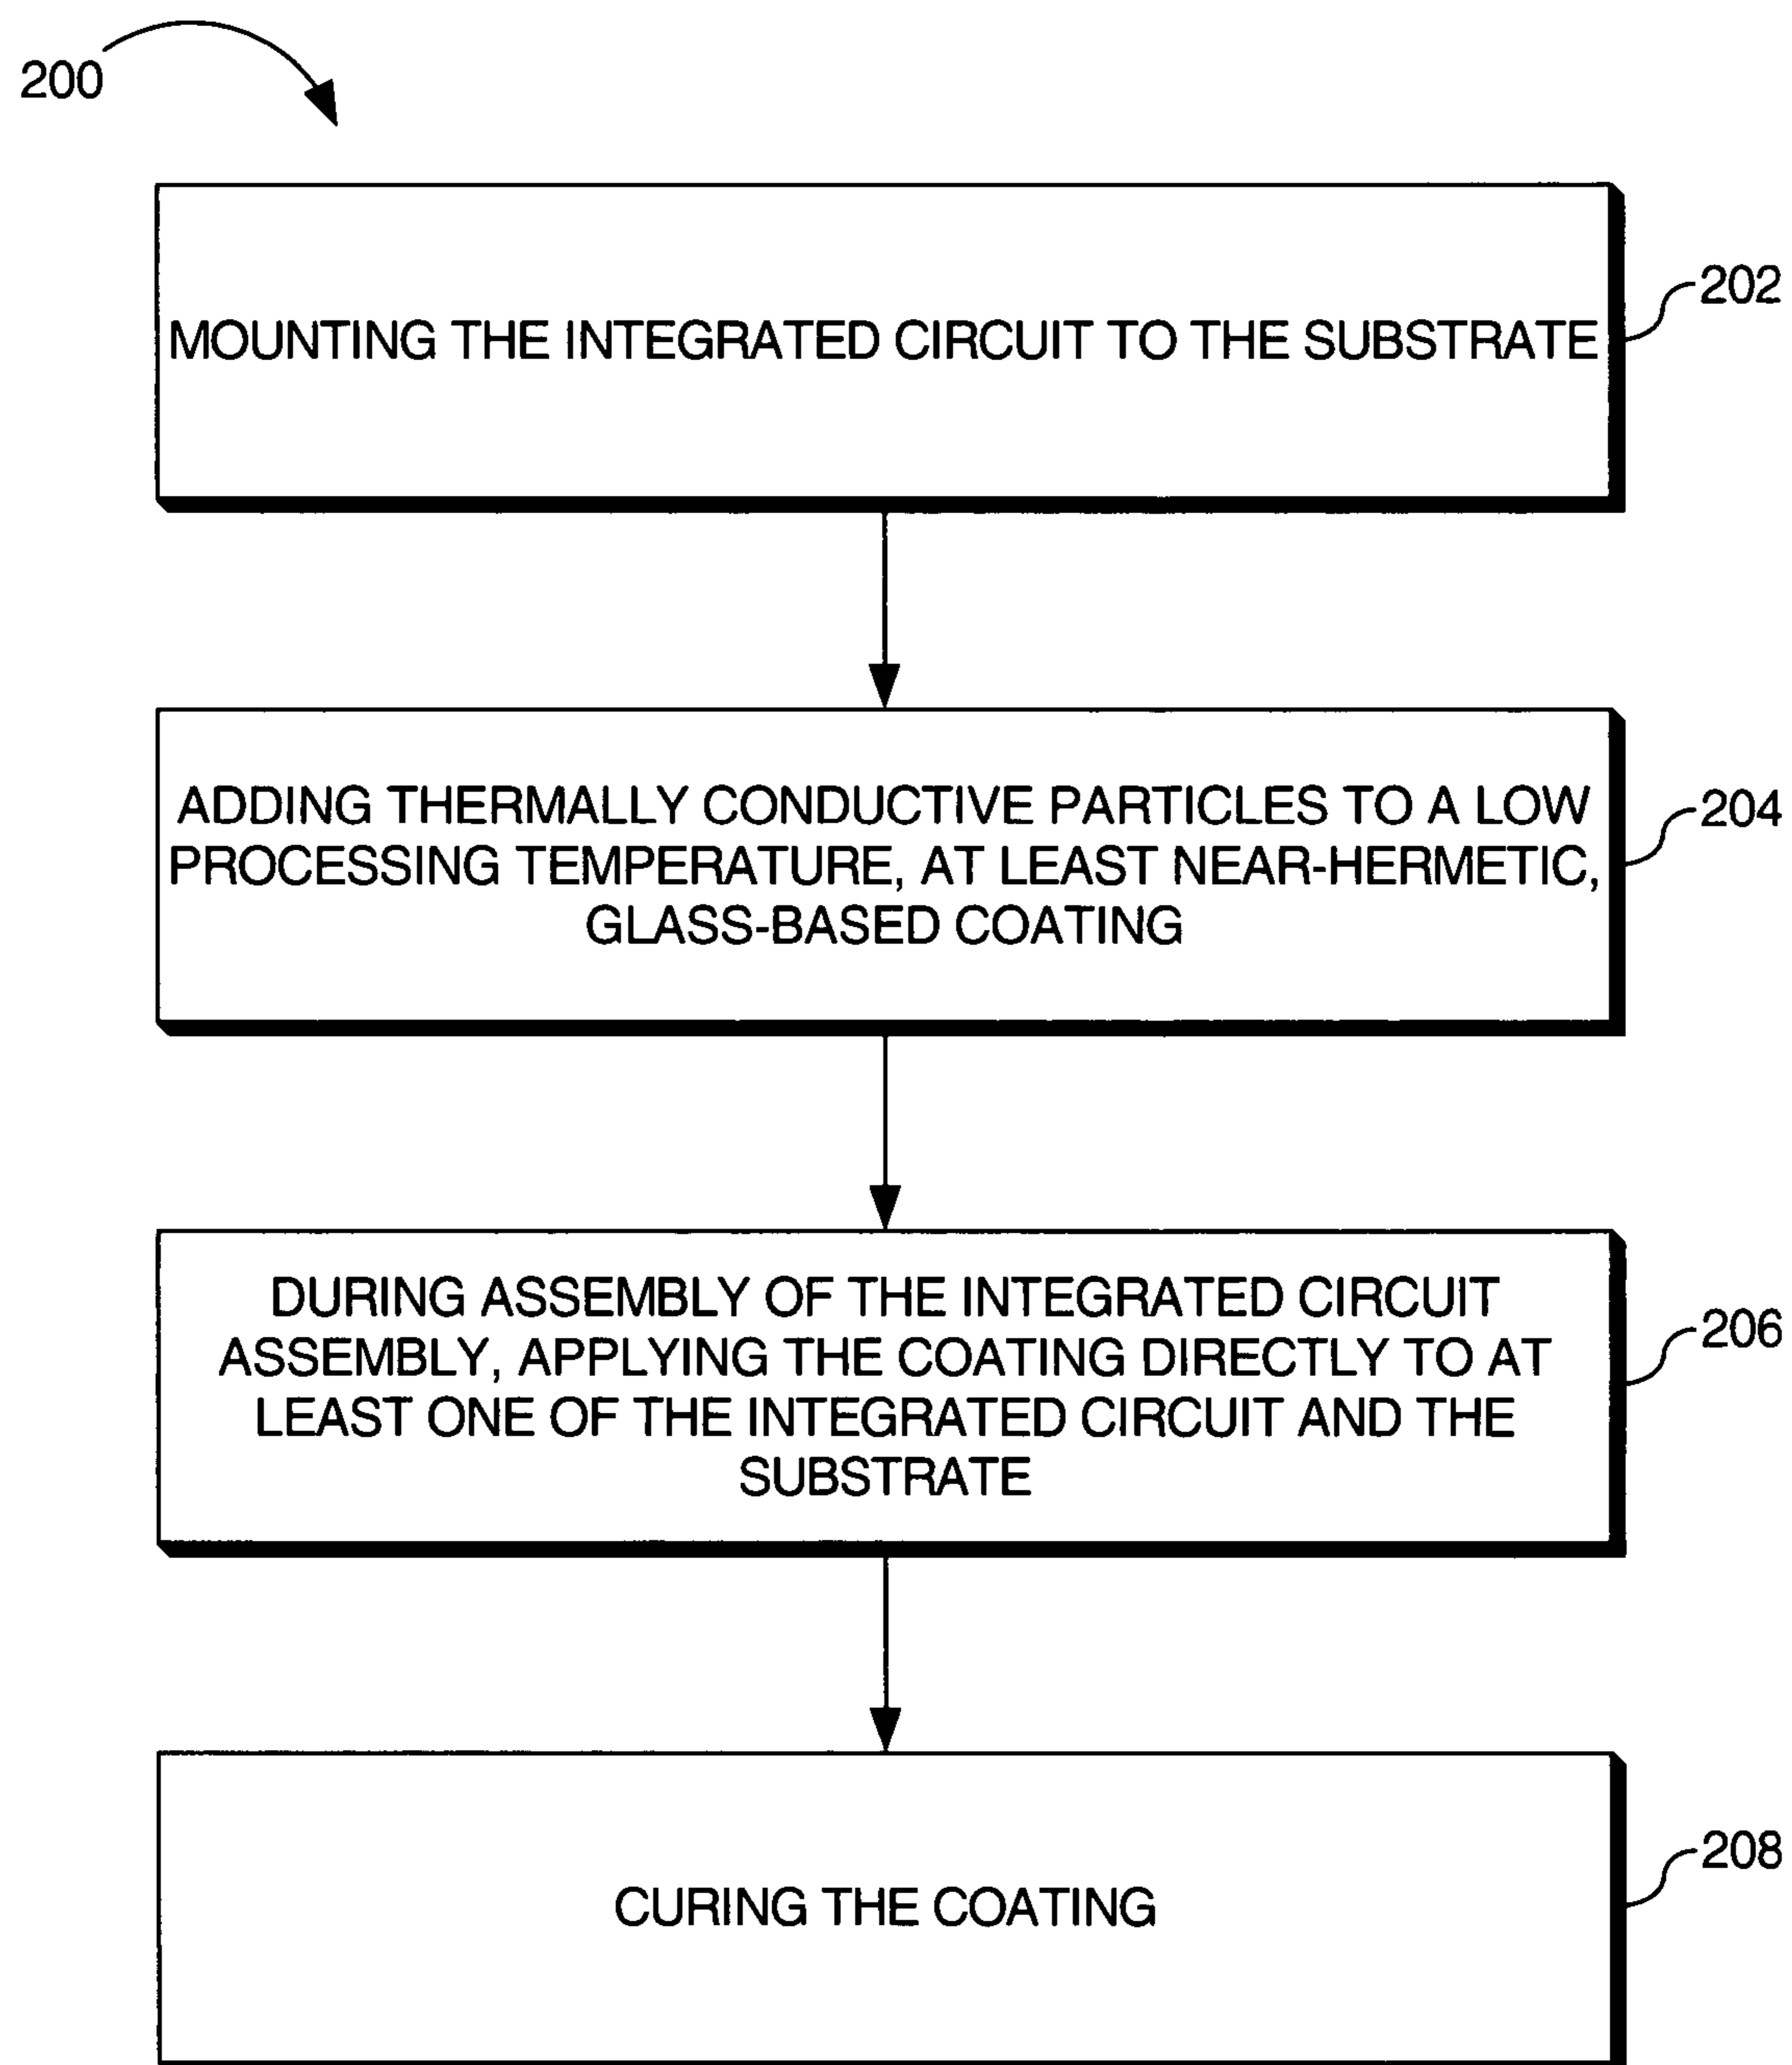 200
MOUNTING THE INTEGRATED CIRCUIT TO THE SUBSTRATE
202
ADDING THERMALLY CONDUCTIVE PARTICLES TO A LOW
PROCESSING TEMPERATURE, AT LEAST NEAR-HERMETIC,
GLASS-BASED COATING
204
DURING ASSEMBLY OF THE INTEGRATED CIRCUIT
ASSEMBLY, APPLYING THE COATING DIRECTLY TO AT
LEAST ONE OF THE INTEGRATED CIRCUIT AND THE
SUBSTRATE
206
CURING THE COATING
208